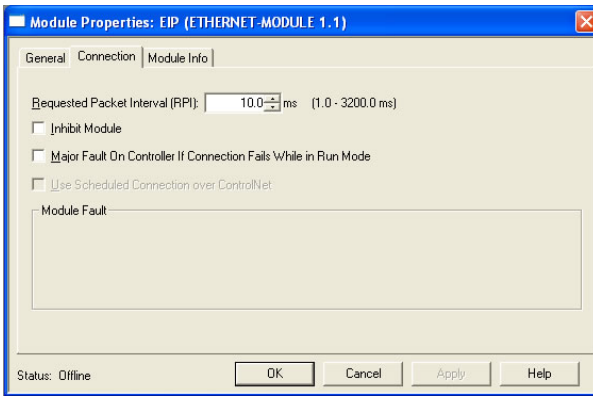 Module Properties: EIP (ETHERNET-MODULE 1.1)
General Connection Module Info
Requested Packet Interval (RPI): 10.0 ms (1.0 - 3200.0 ms)
Inhibit Module
Major Fault On Controller If Connection Fails While in Run Mode
Use Scheduled Connection over ControlNet
Module Fault
Status: Offline OK Cancel Apply Help